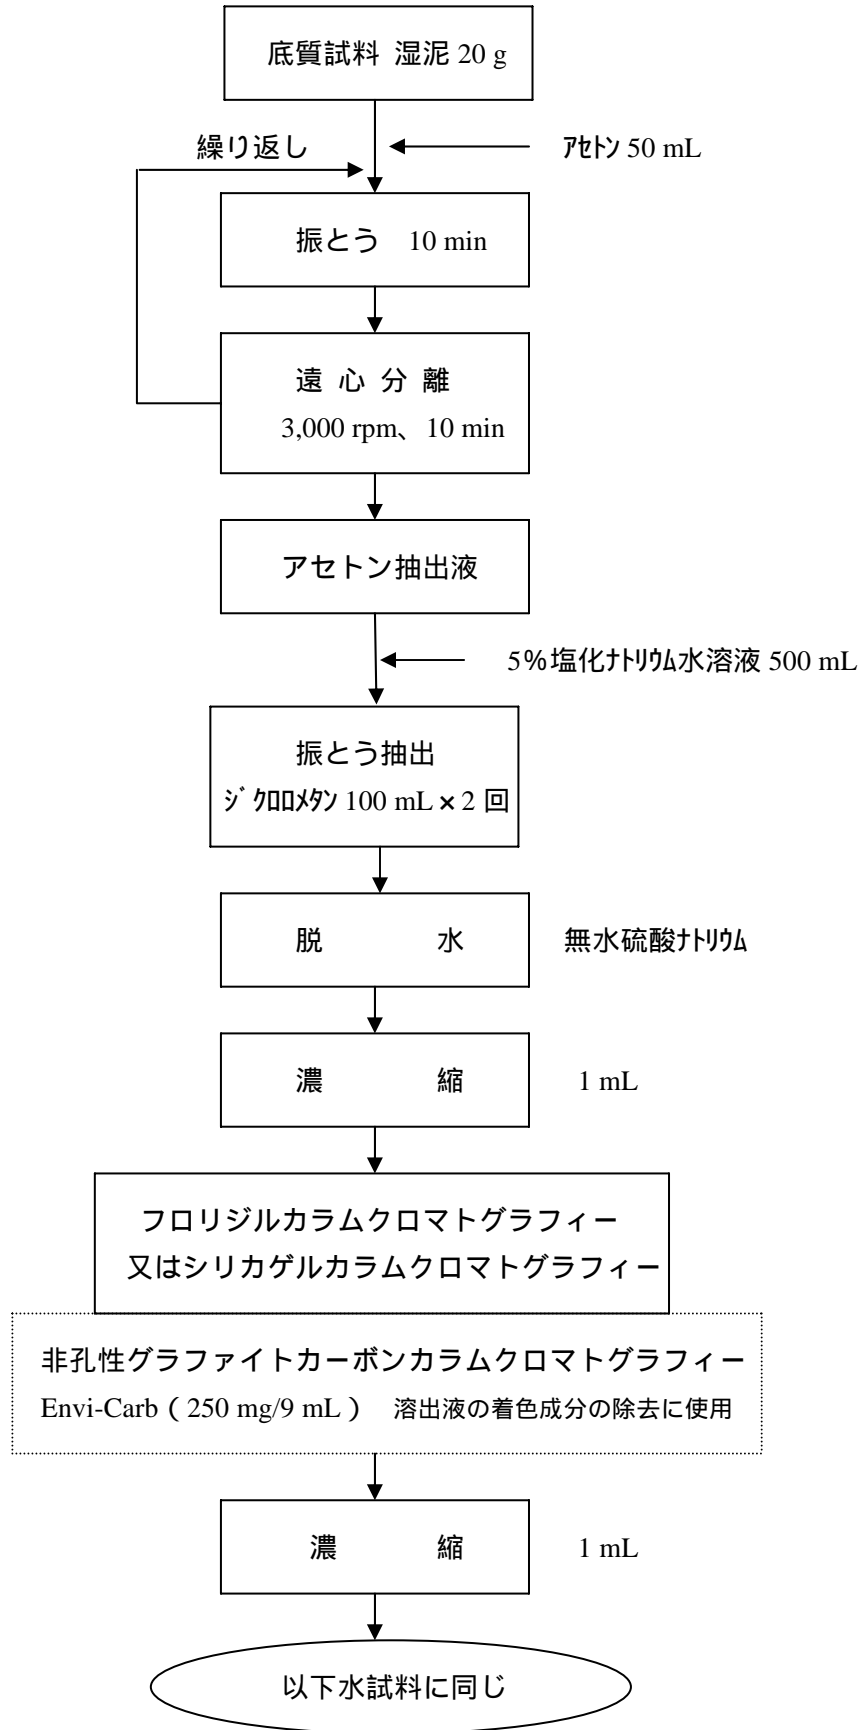 底質試料 湿泥 20 g
繰り返し
アセトン 50 mL
振とう 10 min
遠 心 分 離
3,000 rpm、10 min
アセトン抽出液
5%塩化ナトリウム水溶液 500 mL
振とう抽出
ジクロロメタン 100 mL × 2 回
脱 水
無水硫酸ナトリウム
濃 縮
1 mL
フロリジルカラムクロマトグラフィー
又はシリカゲルカラムクロマトグラフィー
非孔性グラファイトカーボンカラムクロマトグラフィー
Envi-Carb ( 250 mg/9 mL ) 溶出液の着色成分の除去に使用
濃 縮
1 mL
以下水試料に同じ